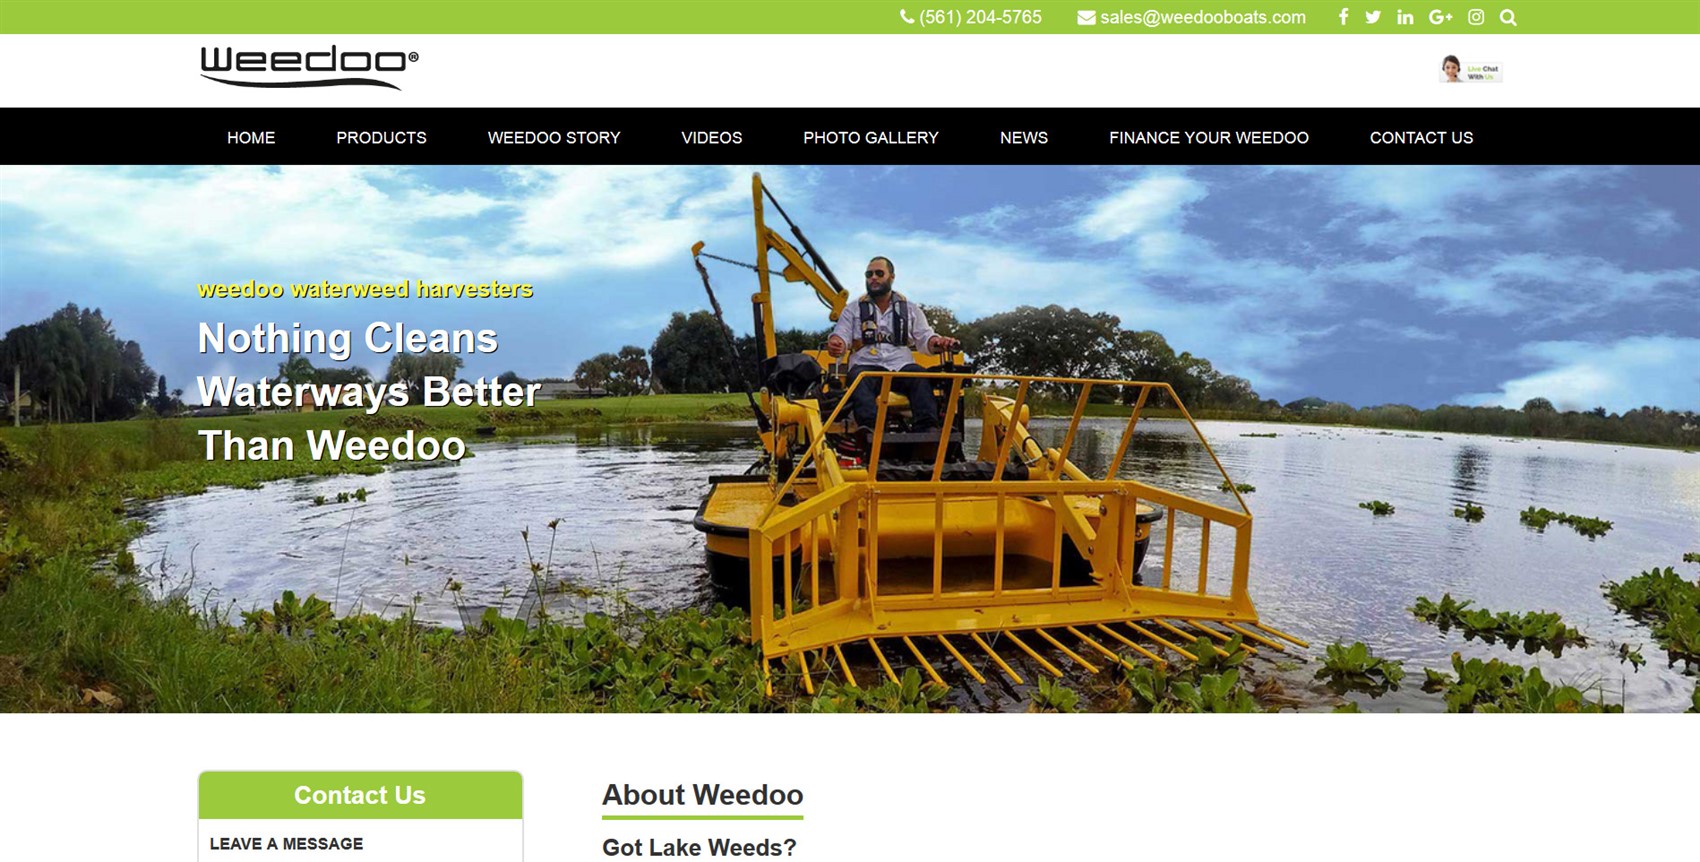 (561) 204-5765 sales@weedooboats.com
weedoo®
Live Chat
With Us
HOME PRODUCTS WEEDOO STORY VIDEOS PHOTO GALLERY NEWS FINANCE YOUR WEEDOO CONTACT US
weedoo waterweed harvesters
Nothing Cleans
Waterways Better
Than Weedoo
Contact Us
LEAVE A MESSAGE
About Weedoo
Got Lake Weeds?